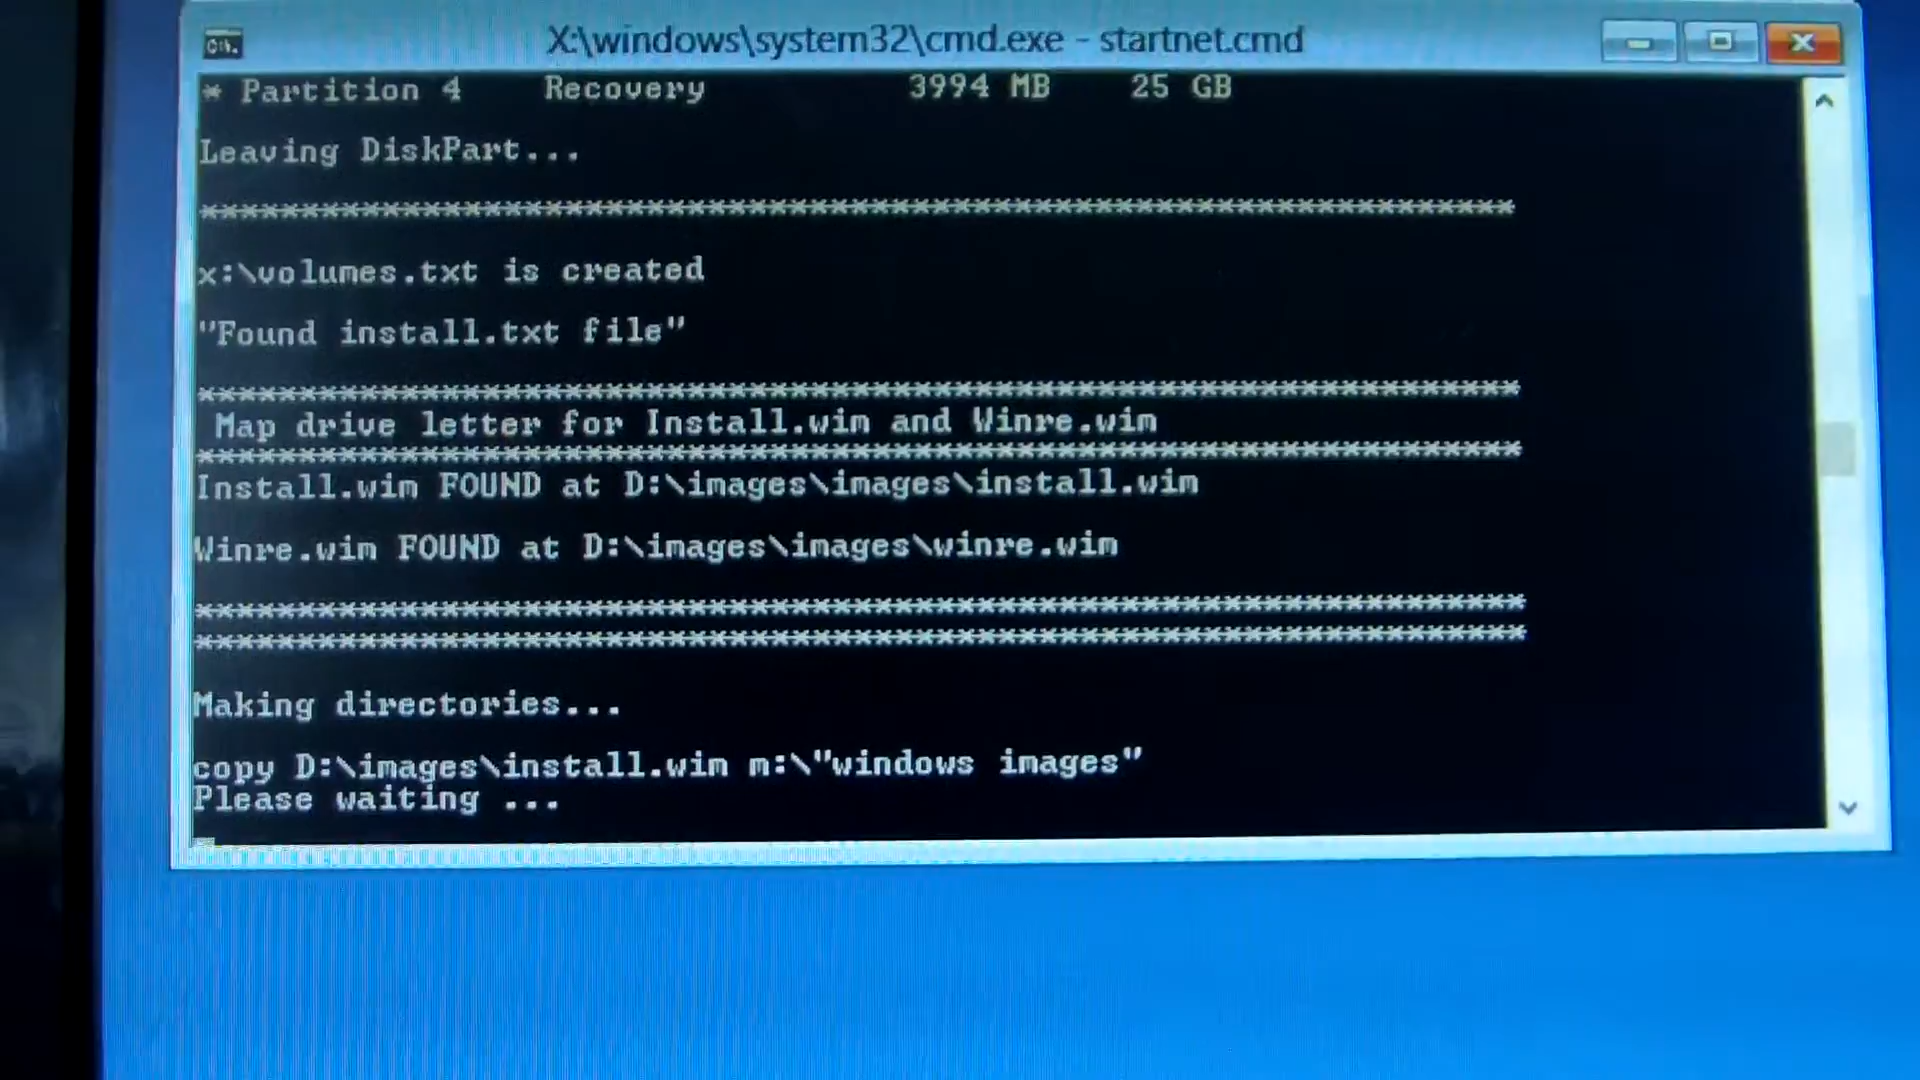 X:\windows\system32\cmd.exe - startnet.cmd
* Partition 4 Recovery 3994 MB 25 GB
Leaving DiskPart...
****************************************************************
x:\volumes.txt is created
"Found install.txt file"
****************************************************************
Map drive letter for Install.wim and Winre.wim
****************************************************************
Install.wim FOUND at D:\images\images\install.wim
Winre.wim FOUND at D:\images\images\winre.wim
****************************************************************
****************************************************************
Making directories...
copy D:\images\install.wim m:\"windows images"
Please waiting ...